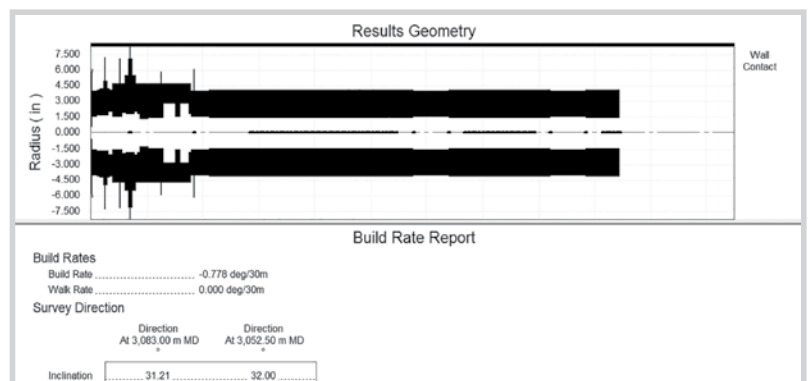 Results Geometry
Wall
Contact
Radius ( in )
7.500
6.000
4.500
3.000
1.500
0.000
-1.500
-3.000
-4.500
-6.000
-7.500
Build Rate Report
Build Rates
Build Rate -0.778 deg/30m
Walk Rate 0.000 deg/30m
Survey Direction
Direction Direction
At 3,083.00 m MD At 3,052.50 m MD
° °
Inclination 31.21 32.00